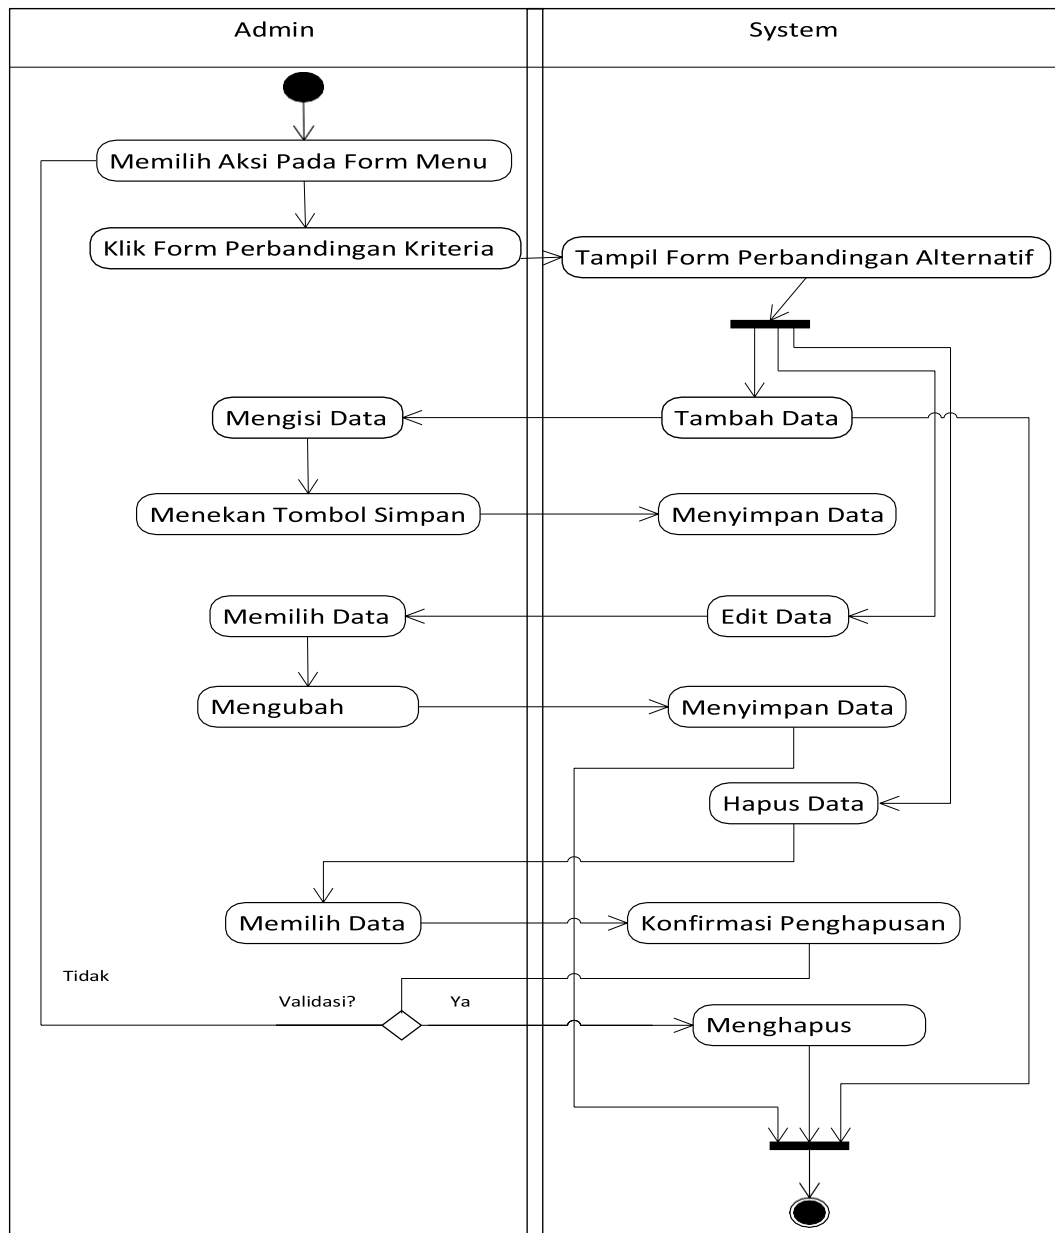 Admin
System
Memilih Aksi Pada Form Menu
Klik Form Perbandingan Kriteria
Tampil Form Perbandingan Alternatif
Mengisi Data
Tambah Data
Menekan Tombol Simpan
Menyimpan Data
Memilih Data
Edit Data
Mengubah
Menyimpan Data
Hapus Data
Memilih Data
Konfirmasi Penghapusan
Tidak
Validasi?
Ya
Menghapus